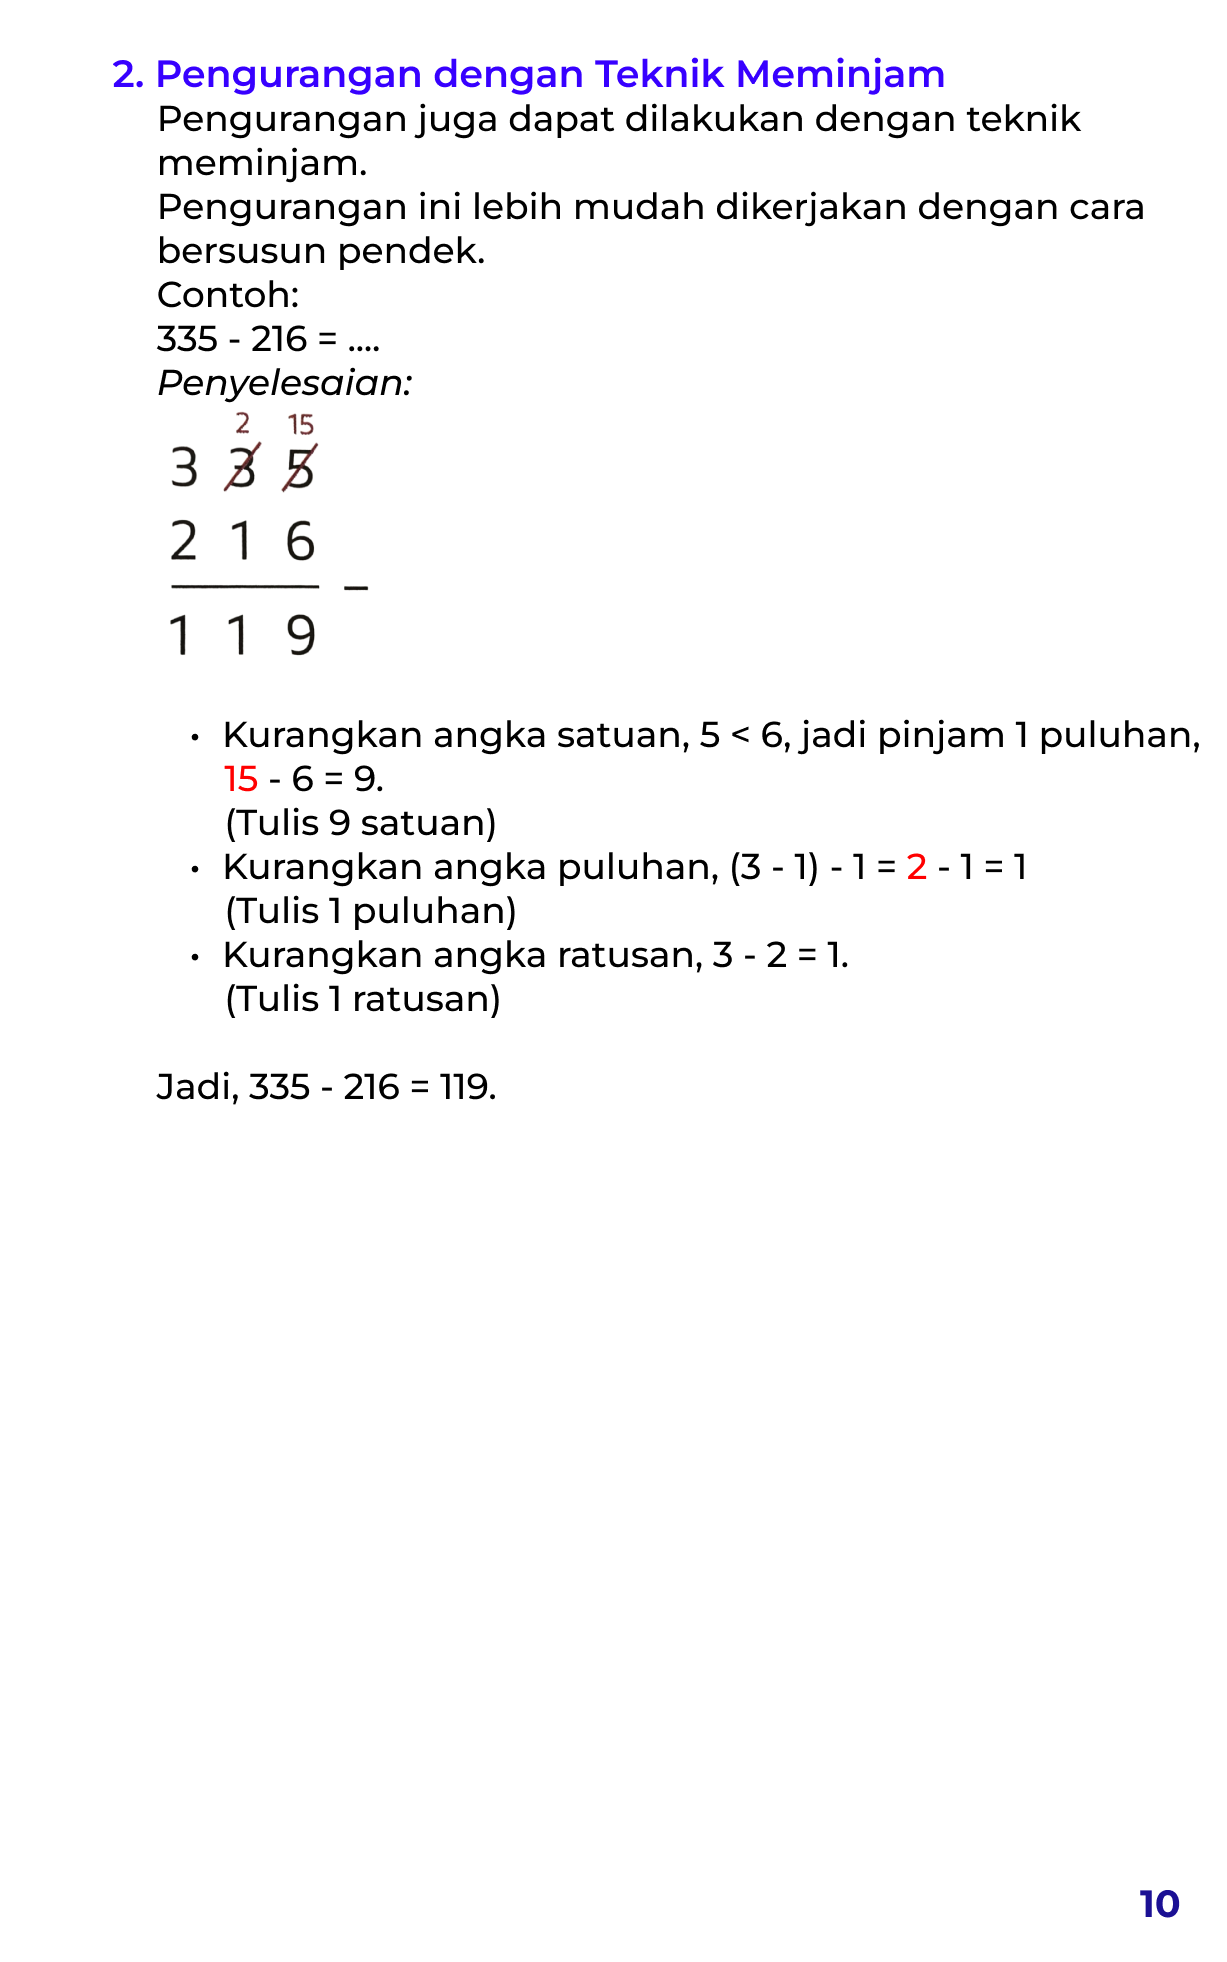 2. Pengurangan dengan Teknik Meminjam
Pengurangan juga dapat dilakukan dengan teknik
meminjam.
Pengurangan ini lebih mudah dikerjakan dengan cara
bersusun pendek.
Contoh:
335 - 216 = ....
Penyelesaian:
2 15
3 3 5
2 1 6
–
1 1 9
• Kurangkan angka satuan, 5 < 6, jadi pinjam 1 puluhan,
15 - 6 = 9.
(Tulis 9 satuan)
• Kurangkan angka puluhan, (3 - 1) - 1 = 2 - 1 = 1
(Tulis 1 puluhan)
• Kurangkan angka ratusan, 3 - 2 = 1.
(Tulis 1 ratusan)
Jadi, 335 - 216 = 119.
10